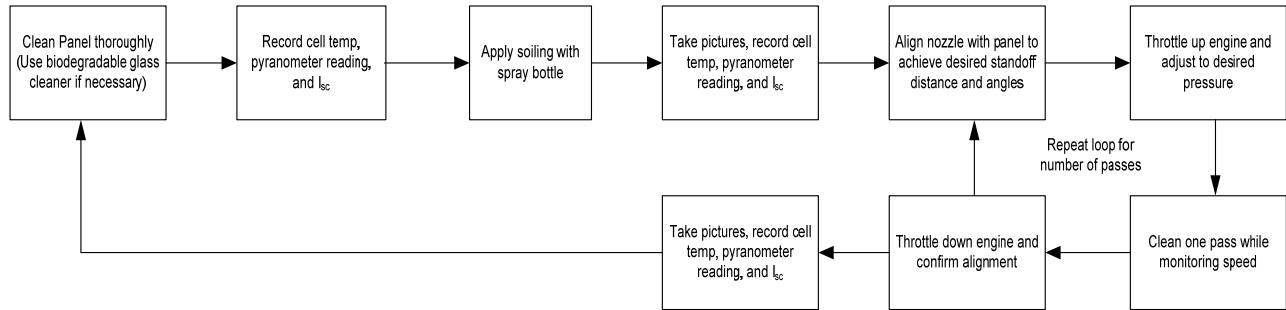 Clean Panel thoroughly
(Use biodegradable glass
cleaner if necessary)
Record cell temp,
pyranometer reading,
and Isc
Apply soiling with
spray bottle
Take pictures, record cell
temp, pyranometer
reading, and Isc
Align nozzle with panel to
achieve desired standoff
distance and angles
Throttle up engine and
adjust to desired
pressure
Repeat loop for
number of passes
Clean one pass while
monitoring speed
Throttle down engine and
confirm alignment
Take pictures, record cell
temp, pyranometer
reading, and Isc